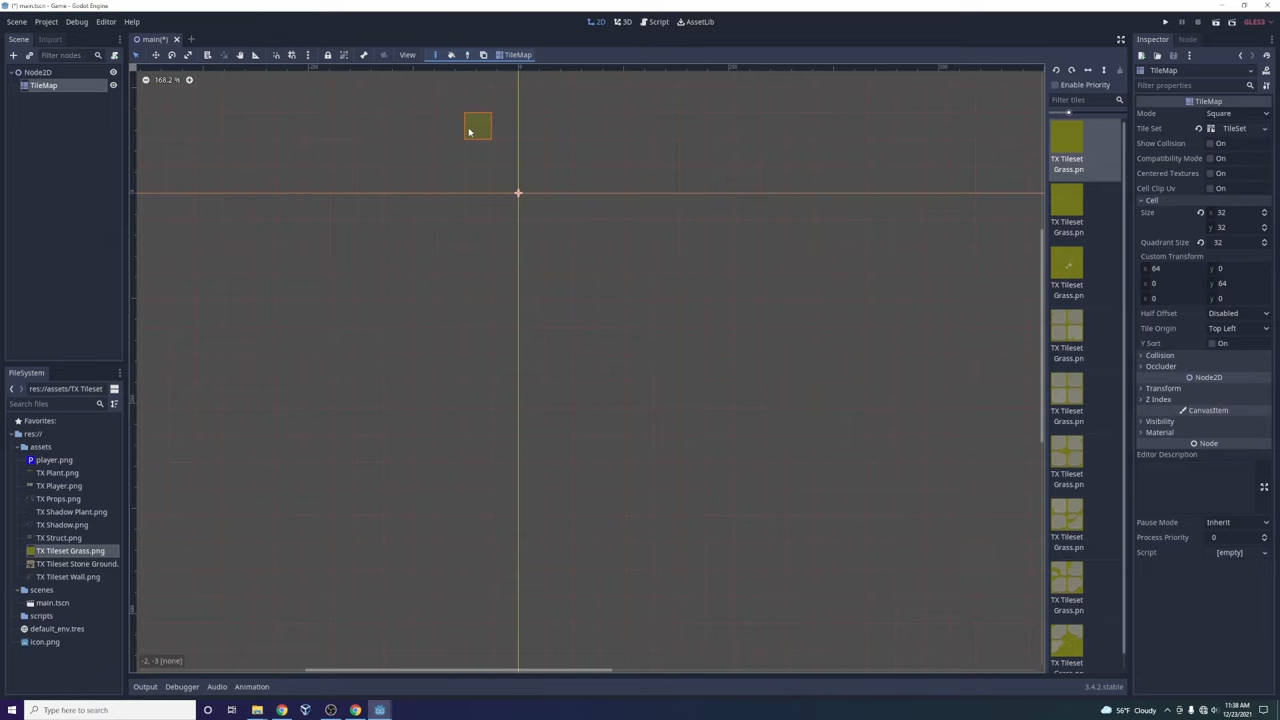 (*) main.tscn - Game - Godot Engine
Scene Project Debug Editor Help
2D 3D Script AssetLib
GLES3
Scene Import
Filter nodes
Node2D
TileMap
main(*)
View
TileMap
168.2 %
-2, -3 [none]
FileSystem
res://assets/TX Tileset
Search files
Favorites:
res://
assets
player.png
TX Plant.png
TX Player.png
TX Props.png
TX Shadow Plant.png
TX Shadow.png
TX Struct.png
TX Tileset Grass.png
TX Tileset Stone Ground.
TX Tileset Wall.png
scenes
main.tscn
scripts
default_env.tres
icon.png
Output Debugger Audio Animation
3.4.2.stable
Enable Priority
Filter tiles
TX Tileset
Grass.pn
TX Tileset
Grass.pn
TX Tileset
Grass.pn
TX Tileset
Grass.pn
TX Tileset
Grass.pn
TX Tileset
Grass.pn
TX Tileset
Grass.pn
TX Tileset
Grass.pn
TX Tileset
Inspector Node
TileMap
Filter properties
TileMap
Mode Square
Tile Set TileSet
Show Collision On
Compatibility Mode On
Centered Textures On
Cell Clip Uv On
Cell
Size x 32
y 32
Quadrant Size 32
Custom Transform
x 64 y 0
x 0 y 64
x 0 y 0
Half Offset Disabled
Tile Origin Top Left
Y Sort On
Collision
Occluder
Node2D
Transform
Z Index
CanvasItem
Visibility
Material
Node
Editor Description
Pause Mode Inherit
Process Priority 0
Script [empty]
Type here to search
56°F Cloudy
11:38 AM
12/23/2021